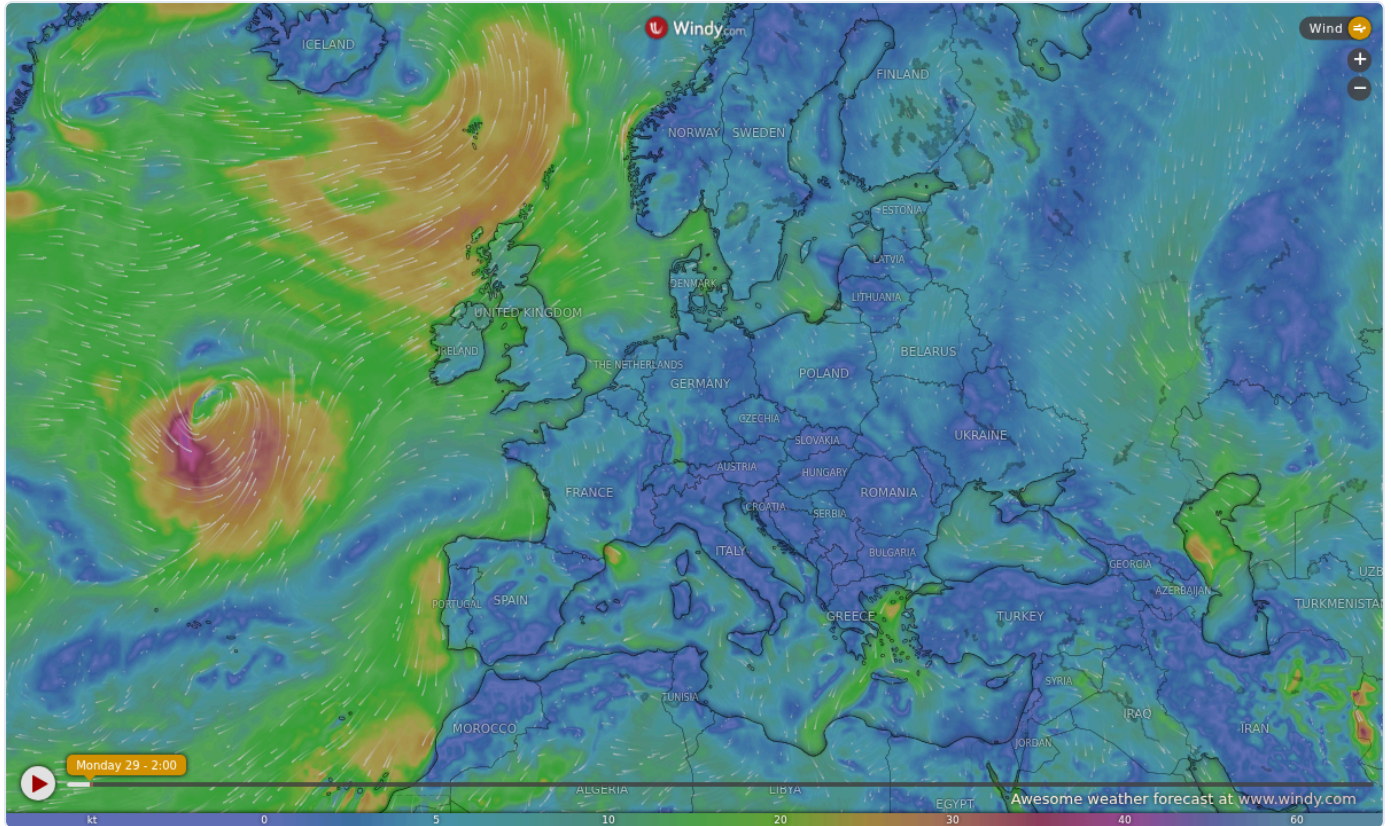 Windy.com
Wind
+
−
ICELAND
FINLAND
NORWAY
SWEDEN
ESTONIA
LATVIA
DENMARK
LITHUANIA
UNITED KINGDOM
IRELAND
BELARUS
THE NETHERLANDS
POLAND
GERMANY
CZECHIA
UKRAINE
SLOVAKIA
AUSTRIA
HUNGARY
FRANCE
ROMANIA
CROATIA
SERBIA
ITALY
BULGARIA
GEORGIA
UZB
AZERBAIJAN
PORTUGAL
SPAIN
TURKMENISTAN
GREECE
TURKEY
SYRIA
TUNISIA
IRAQ
MOROCCO
IRAN
JORDAN
Monday 29 - 2:00
ALGERIA
LIBYA
EGYPT
Awesome weather forecast at www.windy.com
kt 0 5 10 20 30 40 60